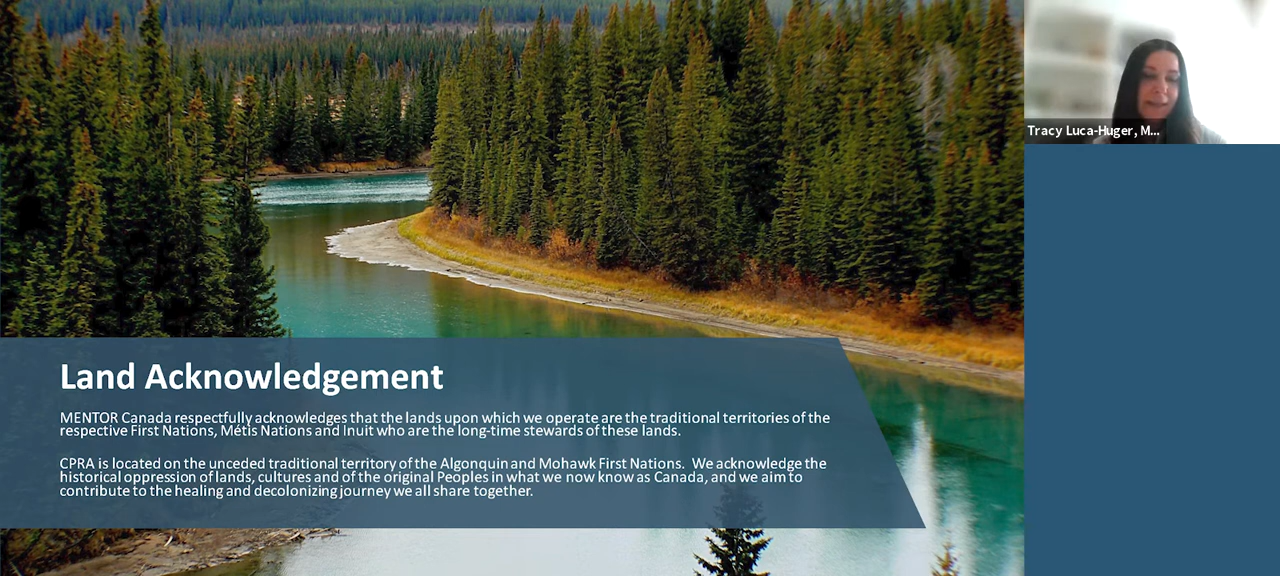 Tracy Luca-Huger, M...
Land Acknowledgement
MENTOR Canada respectfully acknowledges that the lands upon which we operate are the traditional territories of the
respective First Nations, Métis Nations and Inuit who are the long-time stewards of these lands.
CPRA is located on the unceded traditional territory of the Algonquin and Mohawk First Nations.  We acknowledge the
historical oppression of lands, cultures and of the original Peoples in what we now know as Canada, and we aim to
contribute to the healing and decolonizing journey we all share together.